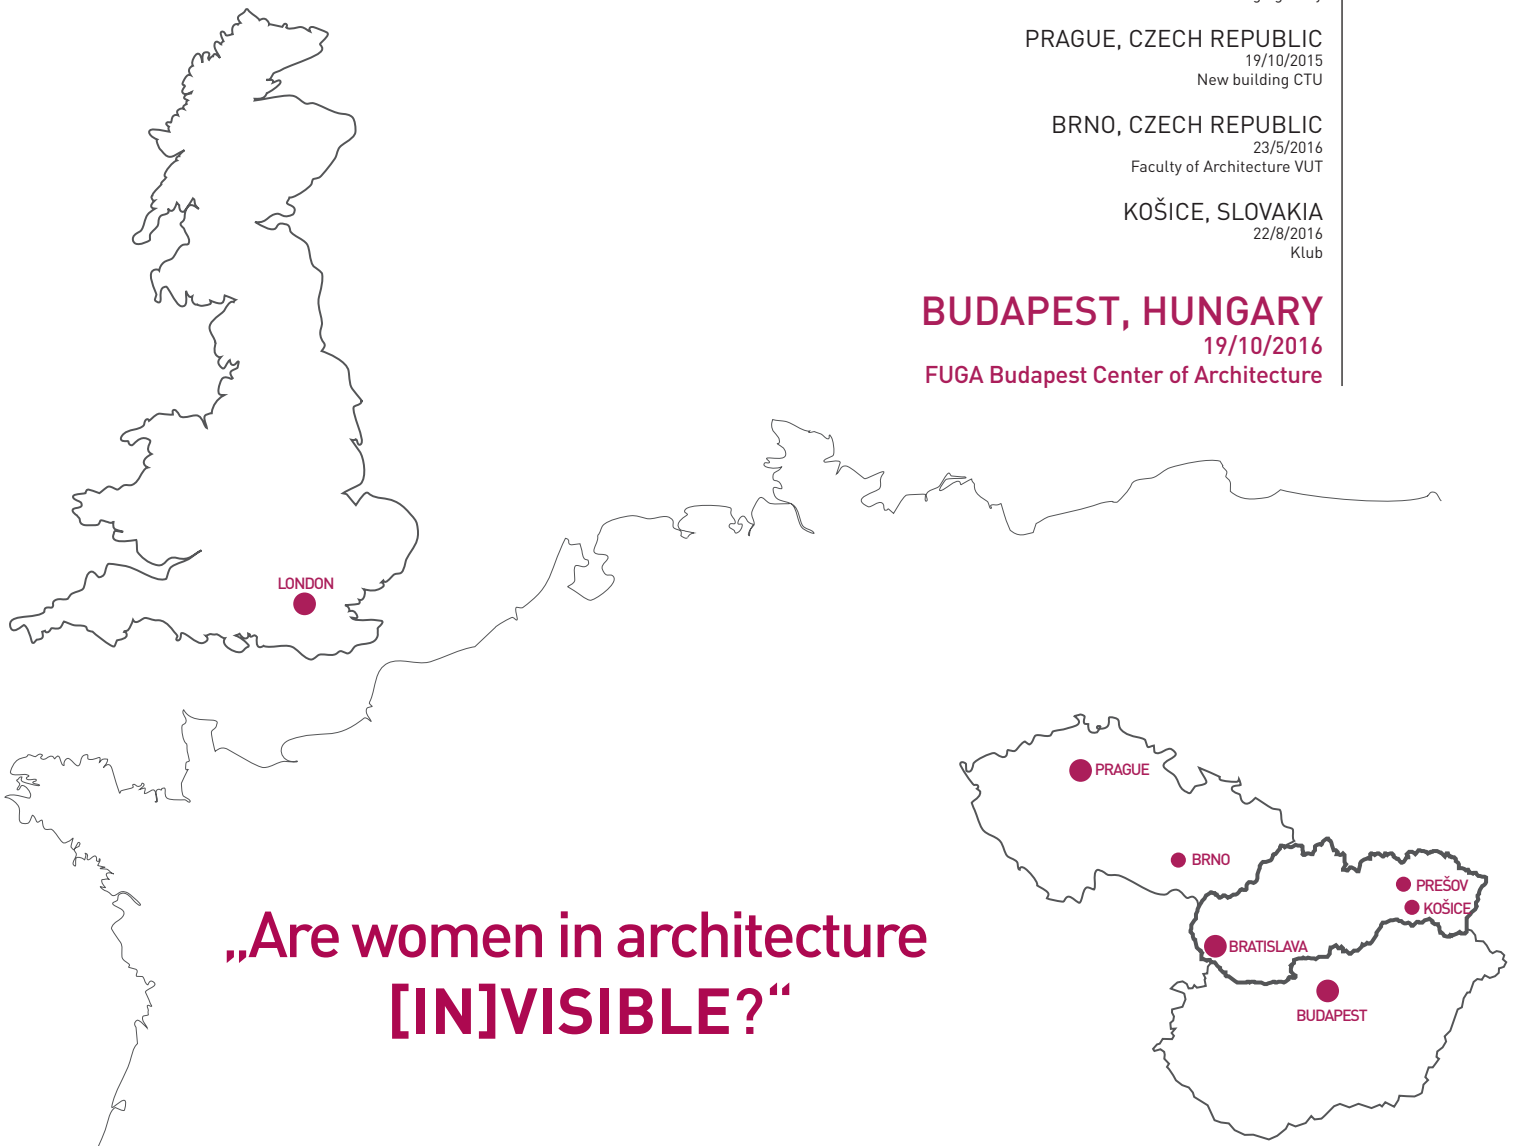 PRAGUE, CZECH REPUBLIC
19/10/2015
New building CTU
BRNO, CZECH REPUBLIC
23/5/2016
Faculty of Architecture VUT
KOŠICE, SLOVAKIA
22/8/2016
Klub
BUDAPEST, HUNGARY
19/10/2016
FUGA Budapest Center of Architecture
LONDON
PRAGUE
BRNO
PREŠOV
KOŠICE
BRATISLAVA
BUDAPEST
„Are women in architecture
[IN]VISIBLE?“